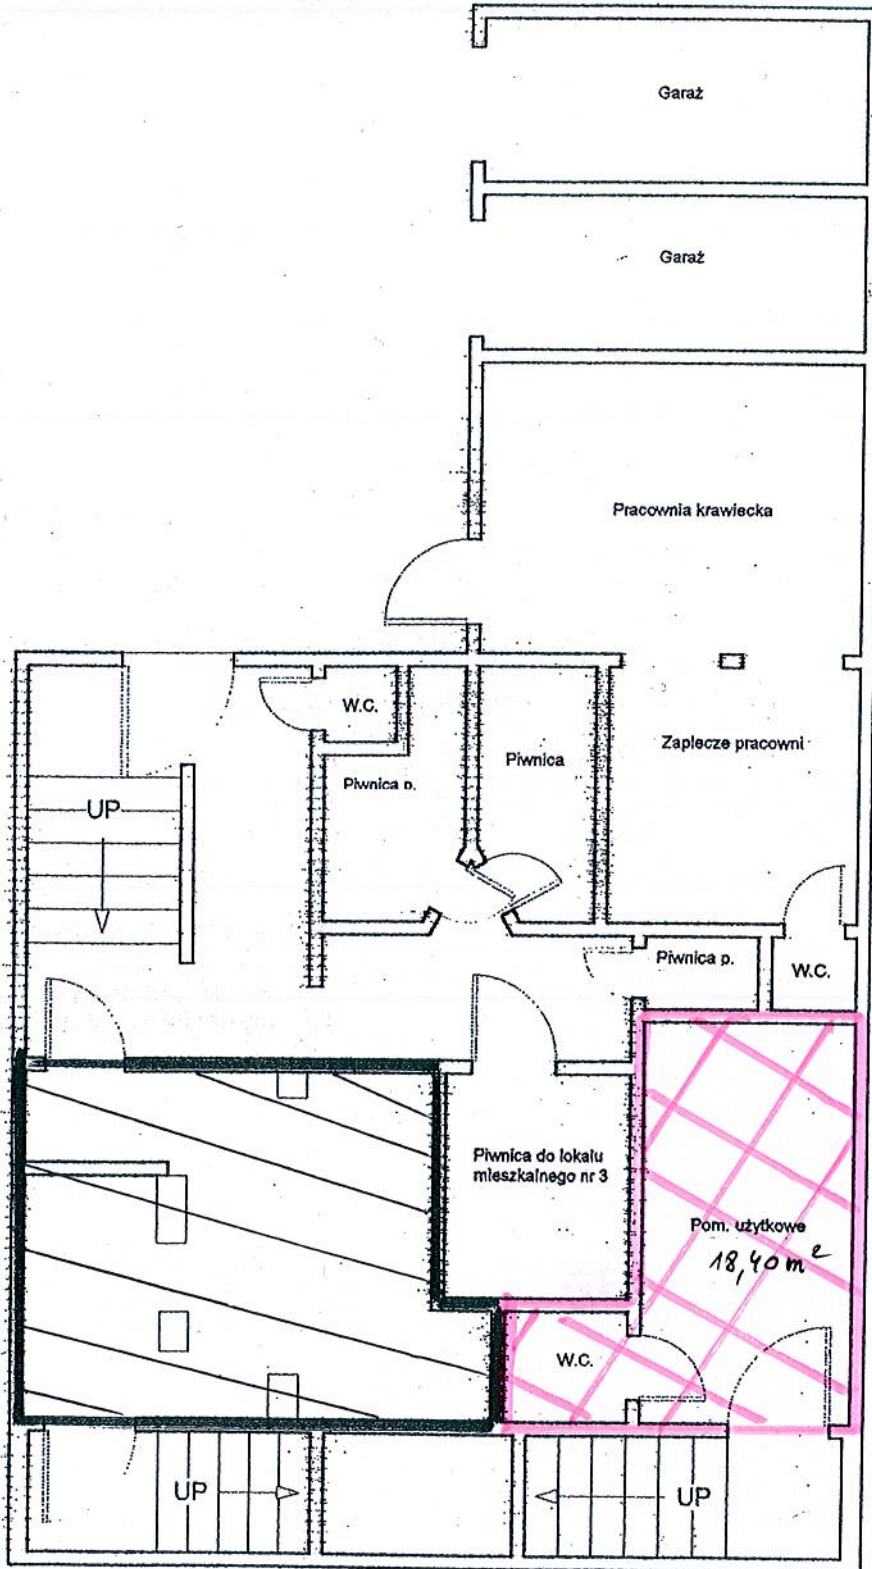 Garaż
Garaż
Pracownia krawiecka
W.C.
Piwnica p.
Piwnica
Zaplecze pracowni
UP
Piwnica p.
W.C.
Piwnica do lokalu
mieszkalnego nr 3
Pom. użytkowe
18,40 m²
W.C.
UP
UP